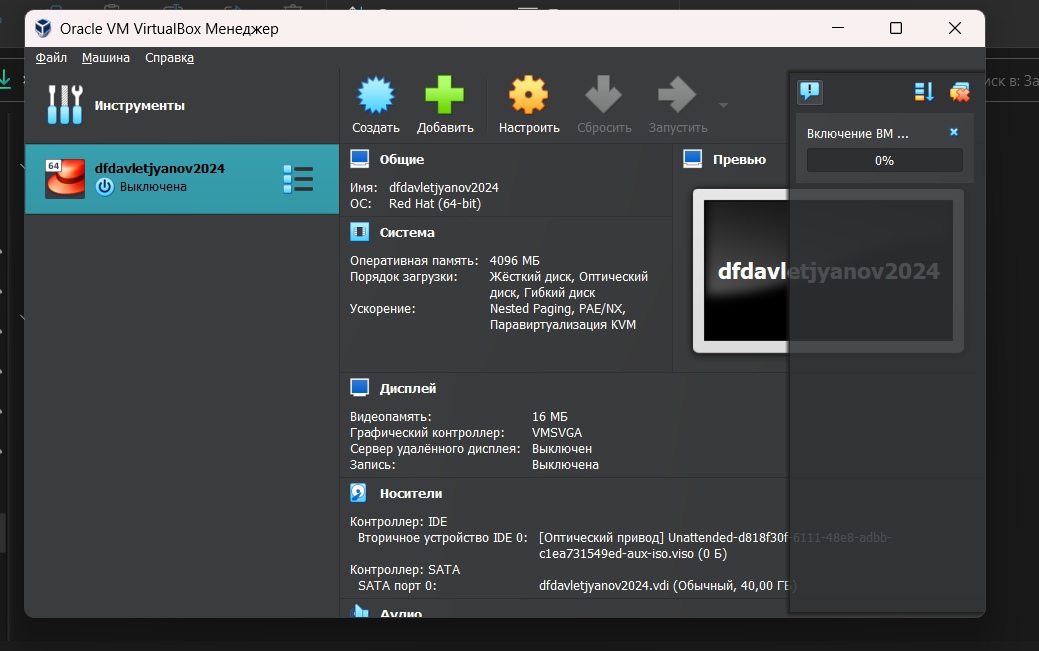 Oracle VM VirtualBox Менеджер
Файл Машина Справка
Инструменты
Создать Добавить Настроить Сбросить Запустить
64
dfdavletjyanov2024
Выключена
Общие
Имя: dfdavletjyanov2024
ОС: Red Hat (64-bit)
Система
Оперативная память: 4096 МБ
Порядок загрузки: Жёсткий диск, Оптический
диск, Гибкий диск
Ускорение: Nested Paging, PAE/NX,
Паравиртуализация KVM
Превью
dfdavletjyanov2024
Дисплей
Видеопамять: 16 МБ
Графический контроллер: VMSVGA
Сервер удалённого дисплея: Выключен
Запись: Выключена
Носители
Контроллер: IDE
Вторичное устройство IDE 0: [Оптический привод] Unattended-d818f30f-6111-48e8-adbb-
c1ea731549ed-aux-iso.viso (0 Б)
Контроллер: SATA
SATA порт 0: dfdavletjyanov2024.vdi (Обычный, 40,00 ГБ)
Аудио
Включение ВМ ...
0%